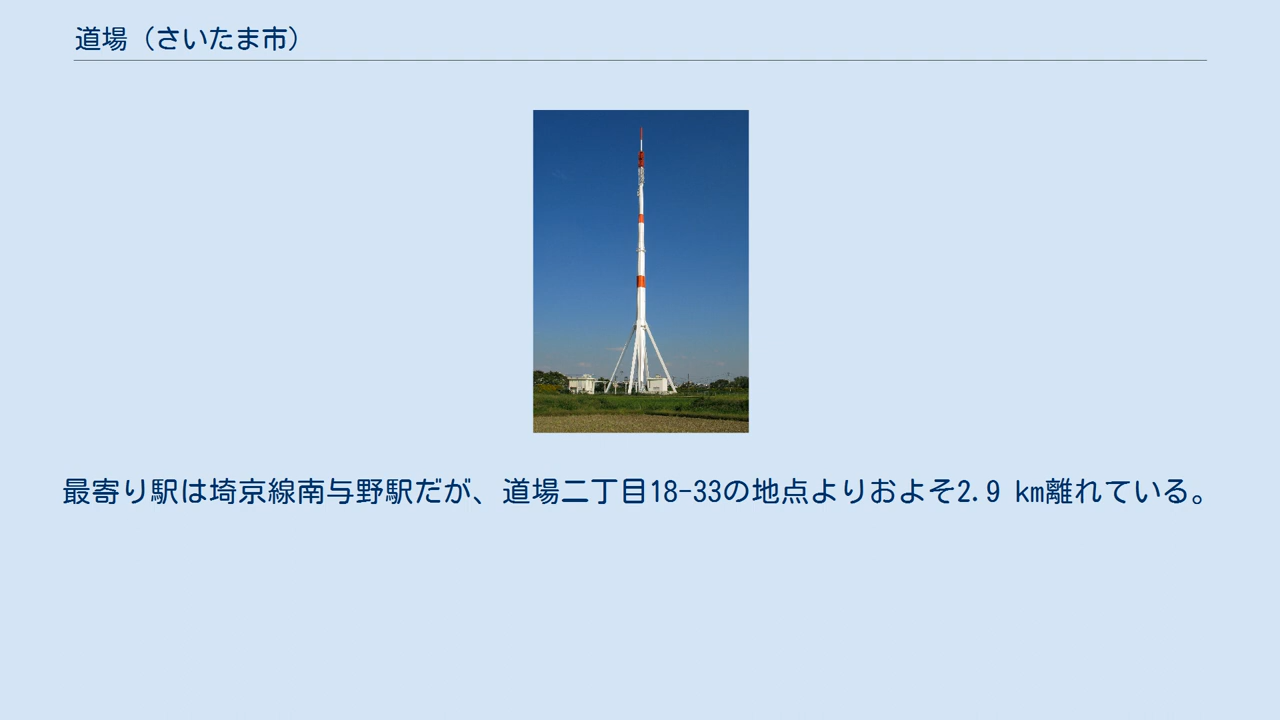 道場（さいたま市）
最寄り駅は埼京線南与野駅だが、道場二丁目18-33の地点よりおよそ2.9 km離れている。